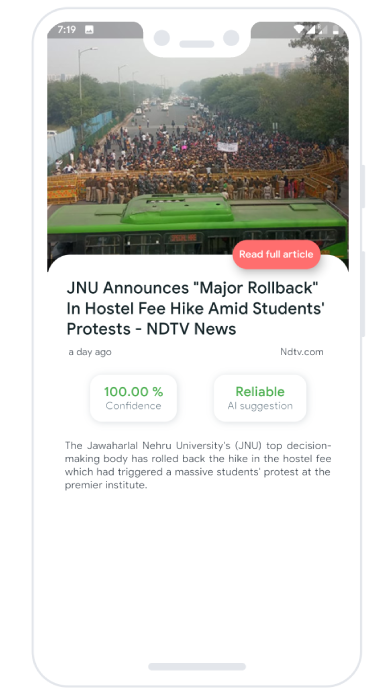 7:19
Read full article
JNU Announces "Major Rollback"
In Hostel Fee Hike Amid Students'
Protests - NDTV News
a day ago
Ndtv.com
100.00 %
Reliable
Confidence
AI suggestion
The Jawaharlal Nehru University's (JNU) top decision-
making body has rolled back the hike in the hostel fee
which had triggered a massive students' protest at the
premier institute.